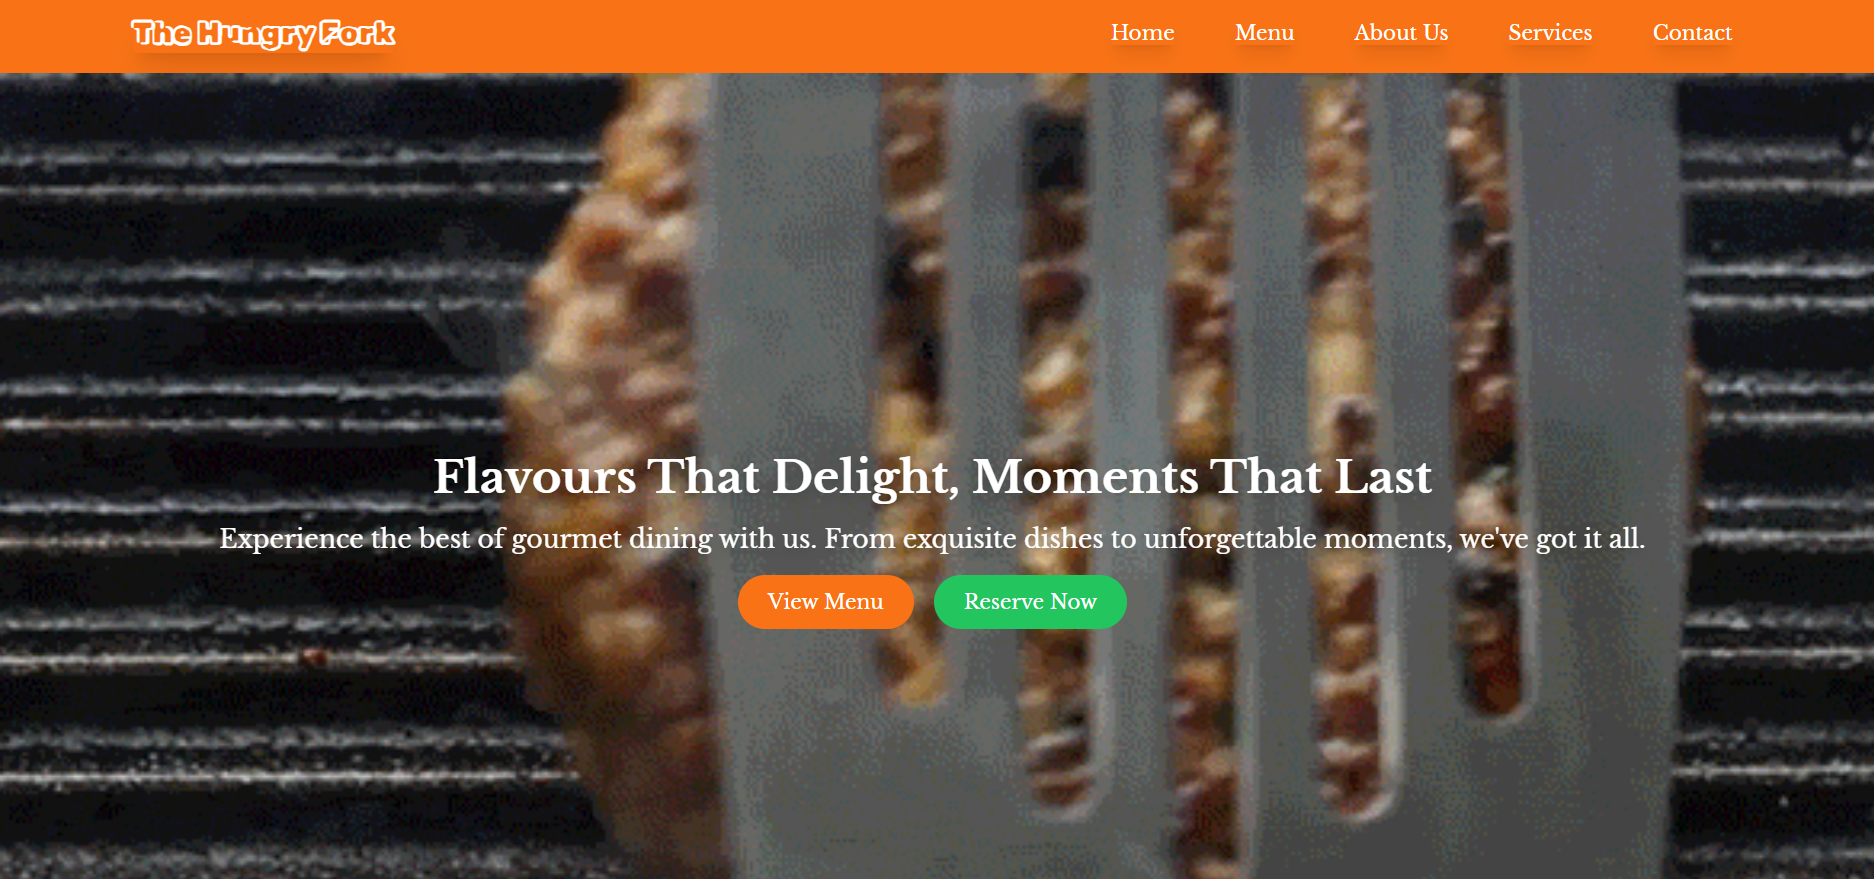 The Hungry Fork
Home Menu About Us Services Contact
Flavours That Delight, Moments That Last
Experience the best of gourmet dining with us. From exquisite dishes to unforgettable moments, we've got it all.
View Menu Reserve Now